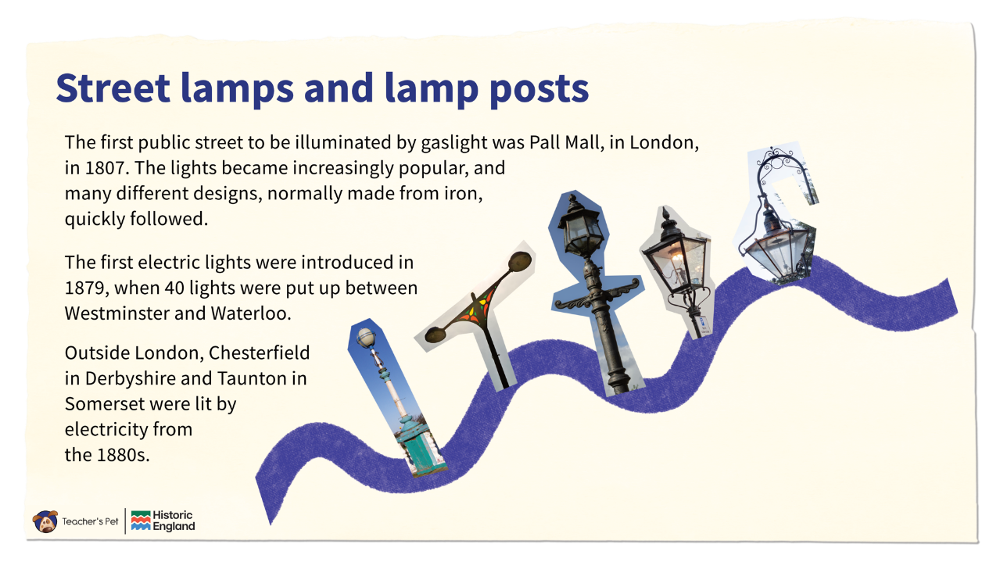 Street lamps and lamp posts
The first public street to be illuminated by gaslight was Pall Mall, in London,
in 1807. The lights became increasingly popular, and
many different designs, normally made from iron,
quickly followed.
The first electric lights were introduced in
1879, when 40 lights were put up between
Westminster and Waterloo.
Outside London, Chesterfield
in Derbyshire and Taunton in
Somerset were lit by
electricity from
the 1880s.
Teacher's Pet
Historic
England